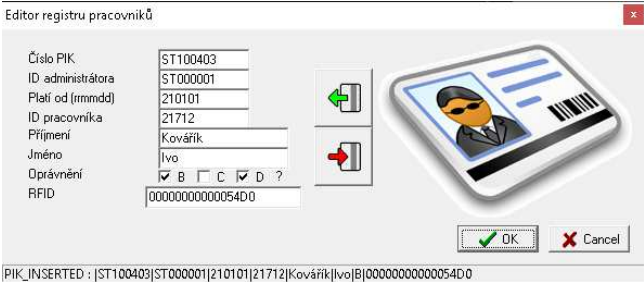 Editor registru pracovníků
x
Číslo PIK ST100403
ID administrátora ST000001
Platí od (rrmmdd) 210101
ID pracovníka 21712
Příjmení Kovářík
Jméno Ivo
Oprávnění B C D ?
RFID 00000000000054D0
OK Cancel
PIK_INSERTED : |ST100403|ST000001|210101|21712|Kovářík|Ivo|B|00000000000054D0